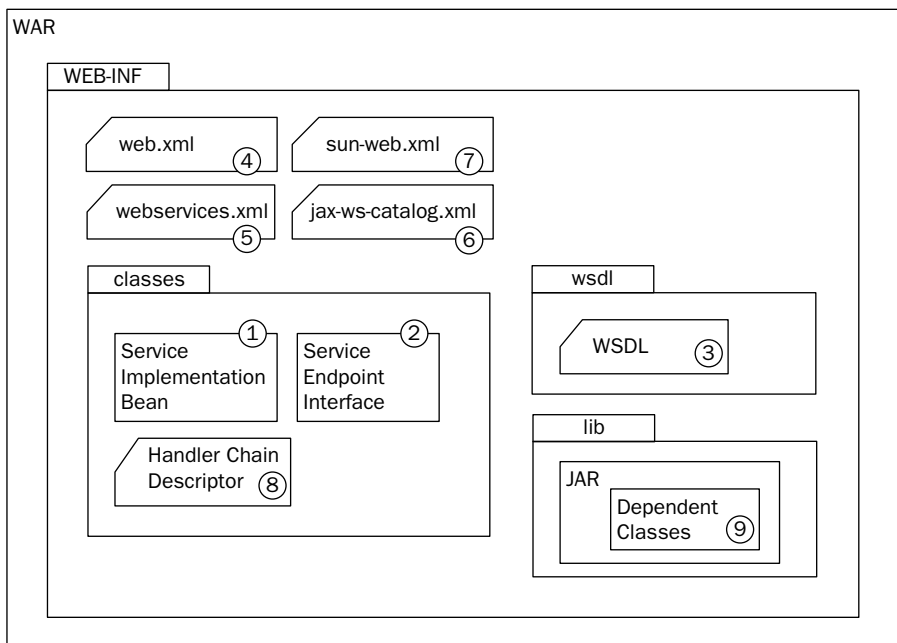 WAR
WEB-INF
web.xml
4
sun-web.xml
7
webservices.xml
5
jax-ws-catalog.xml
6
classes
1
Service
Implementation
Bean
2
Service
Endpoint
Interface
Handler Chain
Descriptor
8
wsdl
WSDL
3
lib
JAR
Dependent
Classes
9